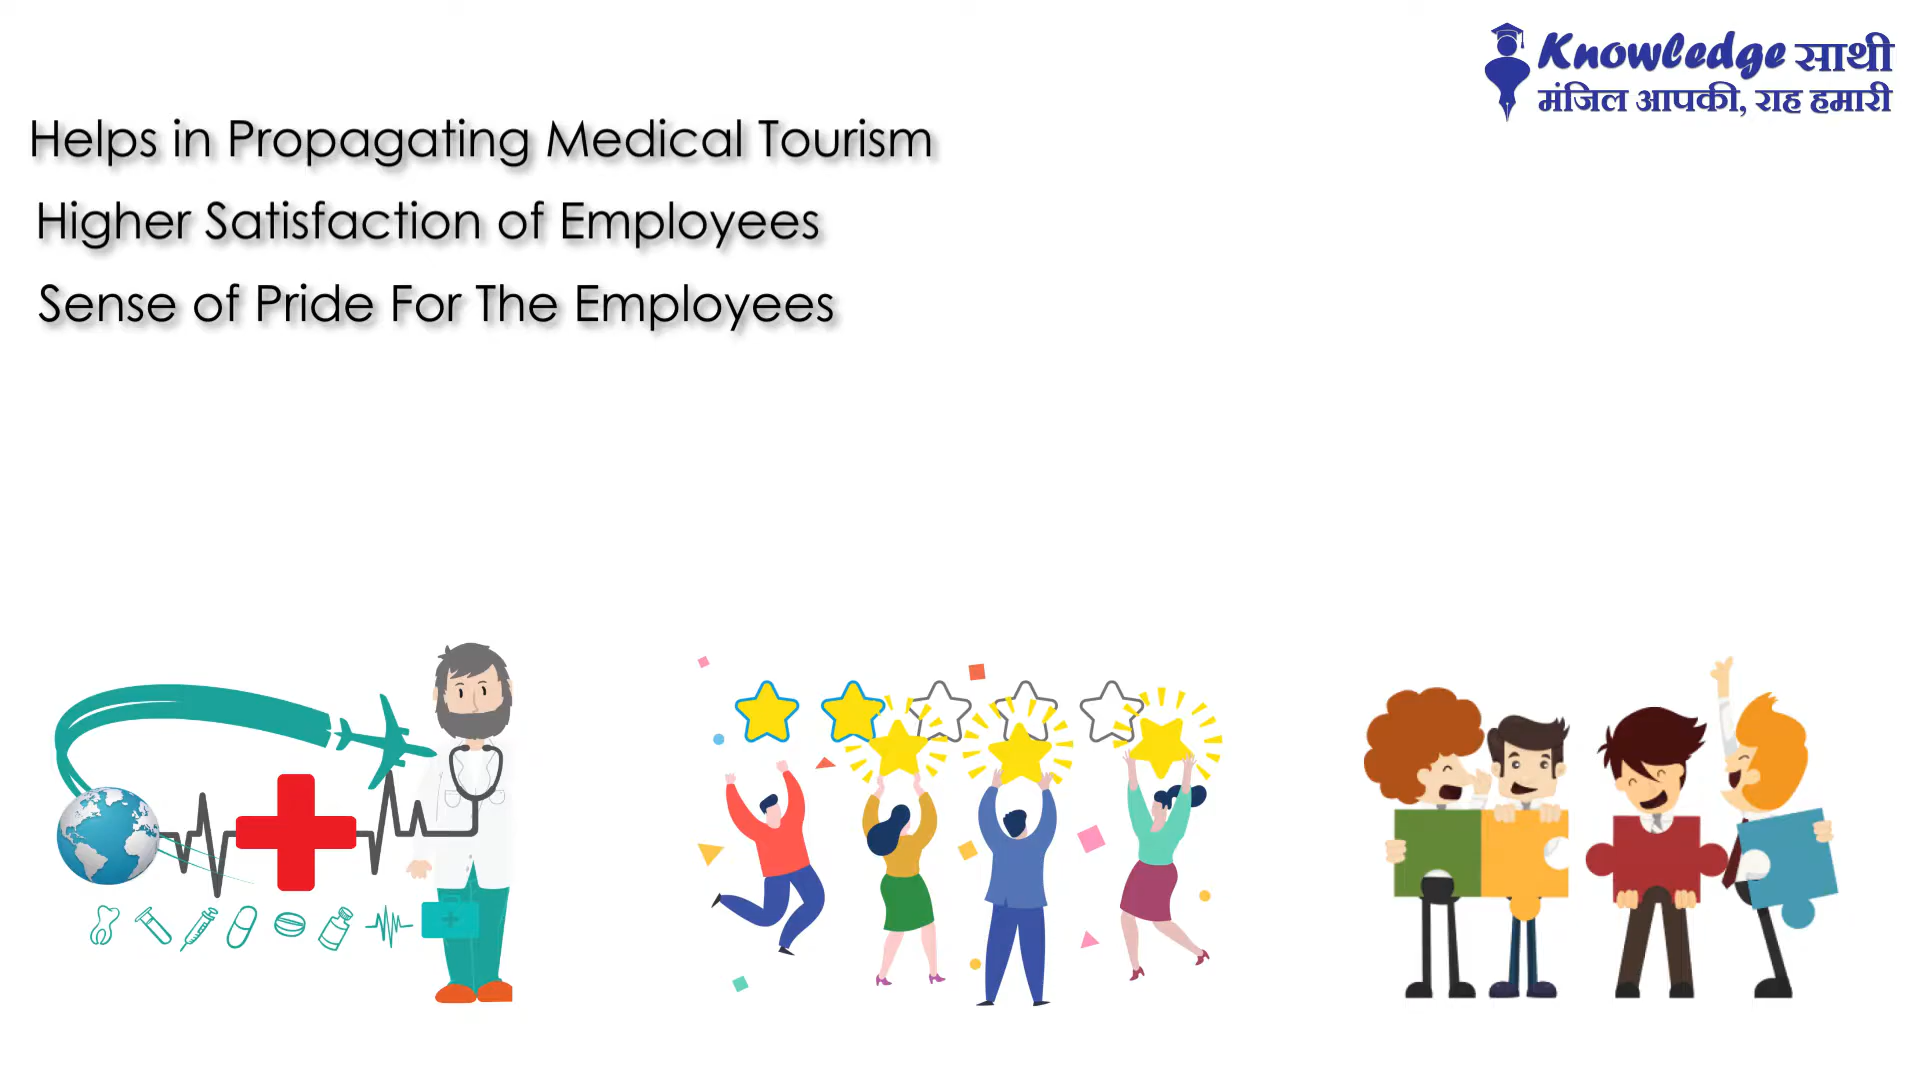 Knowledge साथी
मंजिल आपकी, राह हमारी
Helps in Propagating Medical Tourism
Higher Satisfaction of Employees
Sense of Pride For The Employees